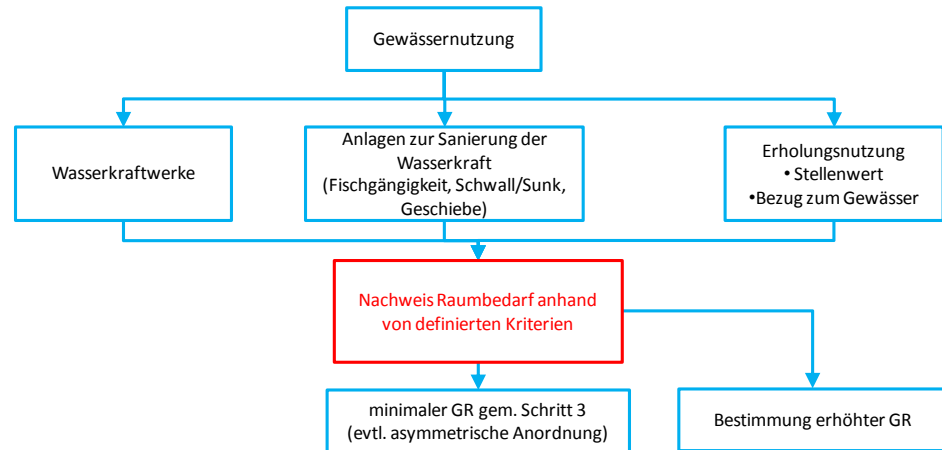 Gewässernutzung
Wasserkraftwerke
Anlagen zur Sanierung der
Wasserkraft
(Fischgängigkeit, Schwall/Sunk,
Geschiebe)
Erholungsnutzung
• Stellenwert
•Bezug zum Gewässer
Nachweis Raumbedarf anhand
von definierten Kriterien
minimaler GR gem. Schritt 3
(evtl. asymmetrische Anordnung)
Bestimmung erhöhter GR